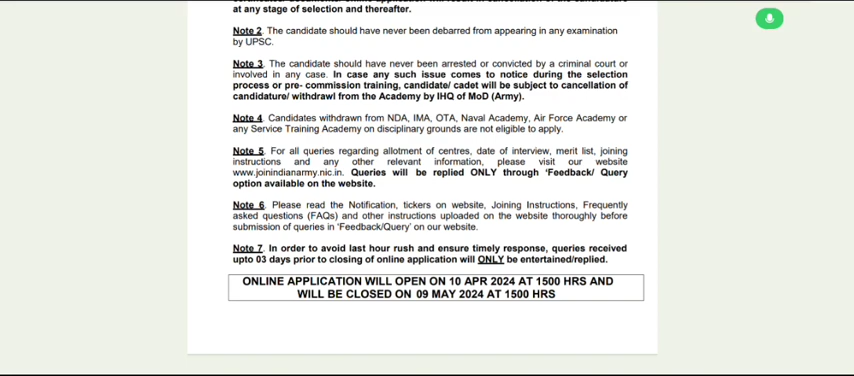 at any stage of selection and thereafter.
Note 2. The candidate should have never been debarred from appearing in any examination
by UPSC.
Note 3. The candidate should have never been arrested or convicted by a criminal court or
involved in any case. In case any such issue comes to notice during the selection
process or pre- commission training, candidate/ cadet will be subject to cancellation of
candidature/ withdrawl from the Academy by IHQ of MoD (Army).
Note 4. Candidates withdrawn from NDA, IMA, OTA, Naval Academy, Air Force Academy or
any Service Training Academy on disciplinary grounds are not eligible to apply.
Note 5. For all queries regarding allotment of centres, date of interview, merit list, joining
instructions and any other relevant information, please visit our website
www.joinindianarmy.nic.in. Queries will be replied ONLY through ‘Feedback/ Query
option available on the website.
Note 6. Please read the Notification, tickers on website, Joining Instructions, Frequently
asked questions (FAQs) and other instructions uploaded on the website thoroughly before
submission of queries in ‘Feedback/Query’ on our website.
Note 7. In order to avoid last hour rush and ensure timely response, queries received
upto 03 days prior to closing of online application will ONLY be entertained/replied.
ONLINE APPLICATION WILL OPEN ON 10 APR 2024 AT 1500 HRS AND
WILL BE CLOSED ON 09 MAY 2024 AT 1500 HRS